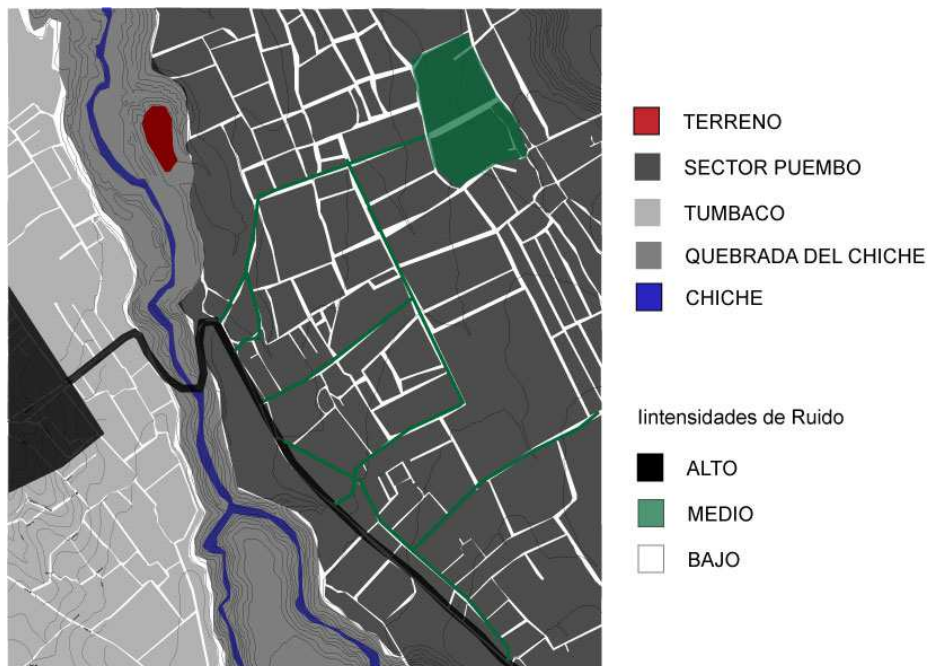 TERRENO
SECTOR PUEMBO
TUMBACO
QUEBRADA DEL CHICHE
CHICHE
Iintensidades de Ruido
ALTO
MEDIO
BAJO